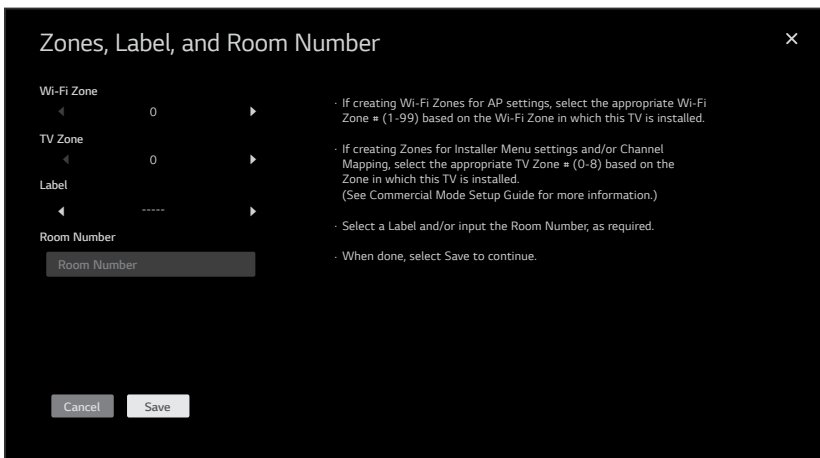 Zones, Label, and Room Number
×
Wi-Fi Zone
0
TV Zone
0
Label
-----
Room Number
Room Number
Cancel
Save
· If creating Wi-Fi Zones for AP settings, select the appropriate Wi-Fi
Zone # (1-99) based on the Wi-Fi Zone in which this TV is installed.
· If creating Zones for Installer Menu settings and/or Channel
Mapping, select the appropriate TV Zone # (0-8) based on the
Zone in which this TV is installed.
(See Commercial Mode Setup Guide for more information.)
· Select a Label and/or input the Room Number, as required.
· When done, select Save to continue.